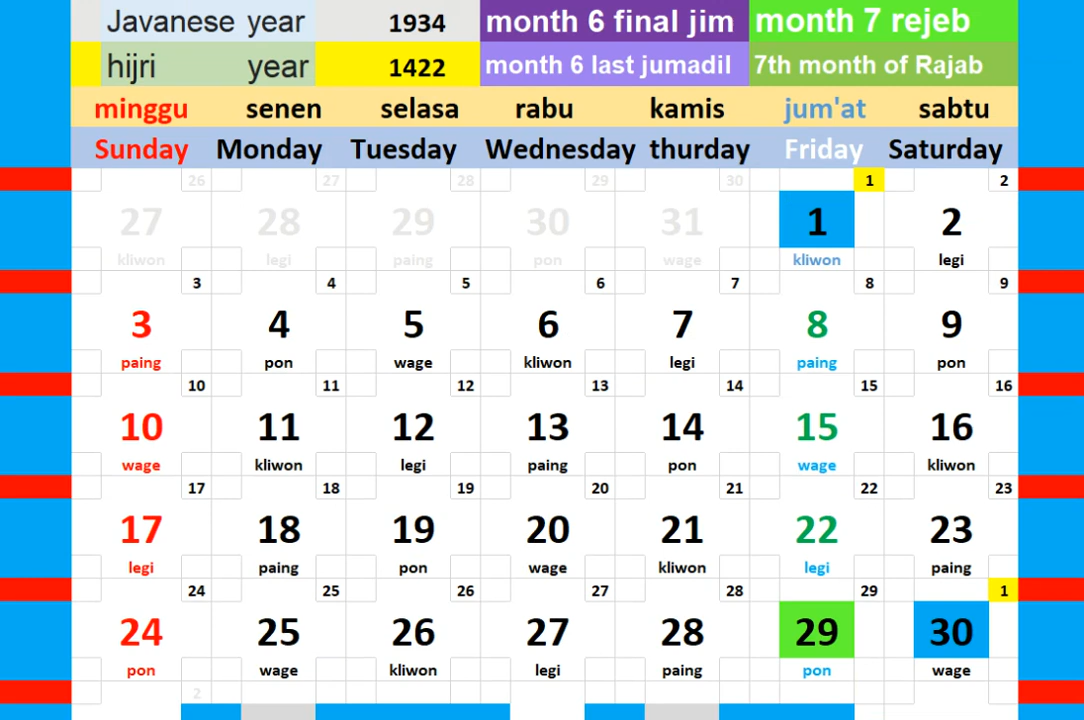 Javanese year 1934 month 6 final jim month 7 rejeb
hijri year 1422 month 6 last jumadil 7th month of Rajab
minggu senen selasa rabu kamis jum'at sabtu
Sunday Monday Tuesday Wednesday thurday Friday Saturday
26 27 28 29 30 1 2
27 28 29 30 31 1 2
kliwon legi paing pon wage kliwon legi
3 4 5 6 7 8 9
3 4 5 6 7 8 9
paing pon wage kliwon legi paing pon
10 11 12 13 14 15 16
10 11 12 13 14 15 16
wage kliwon legi paing pon wage kliwon
17 18 19 20 21 22 23
17 18 19 20 21 22 23
legi paing pon wage kliwon legi paing
24 25 26 27 28 29 1
24 25 26 27 28 29 30
pon wage kliwon legi paing pon wage
2